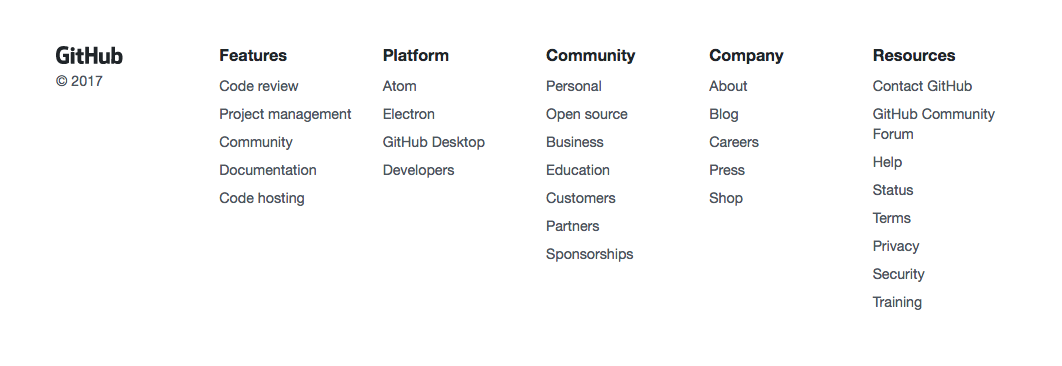 GitHub
© 2017
Features
Code review
Project management
Community
Documentation
Code hosting
Platform
Atom
Electron
GitHub Desktop
Developers
Community
Personal
Open source
Business
Education
Customers
Partners
Sponsorships
Company
About
Blog
Careers
Press
Shop
Resources
Contact GitHub
GitHub Community
Forum
Help
Status
Terms
Privacy
Security
Training